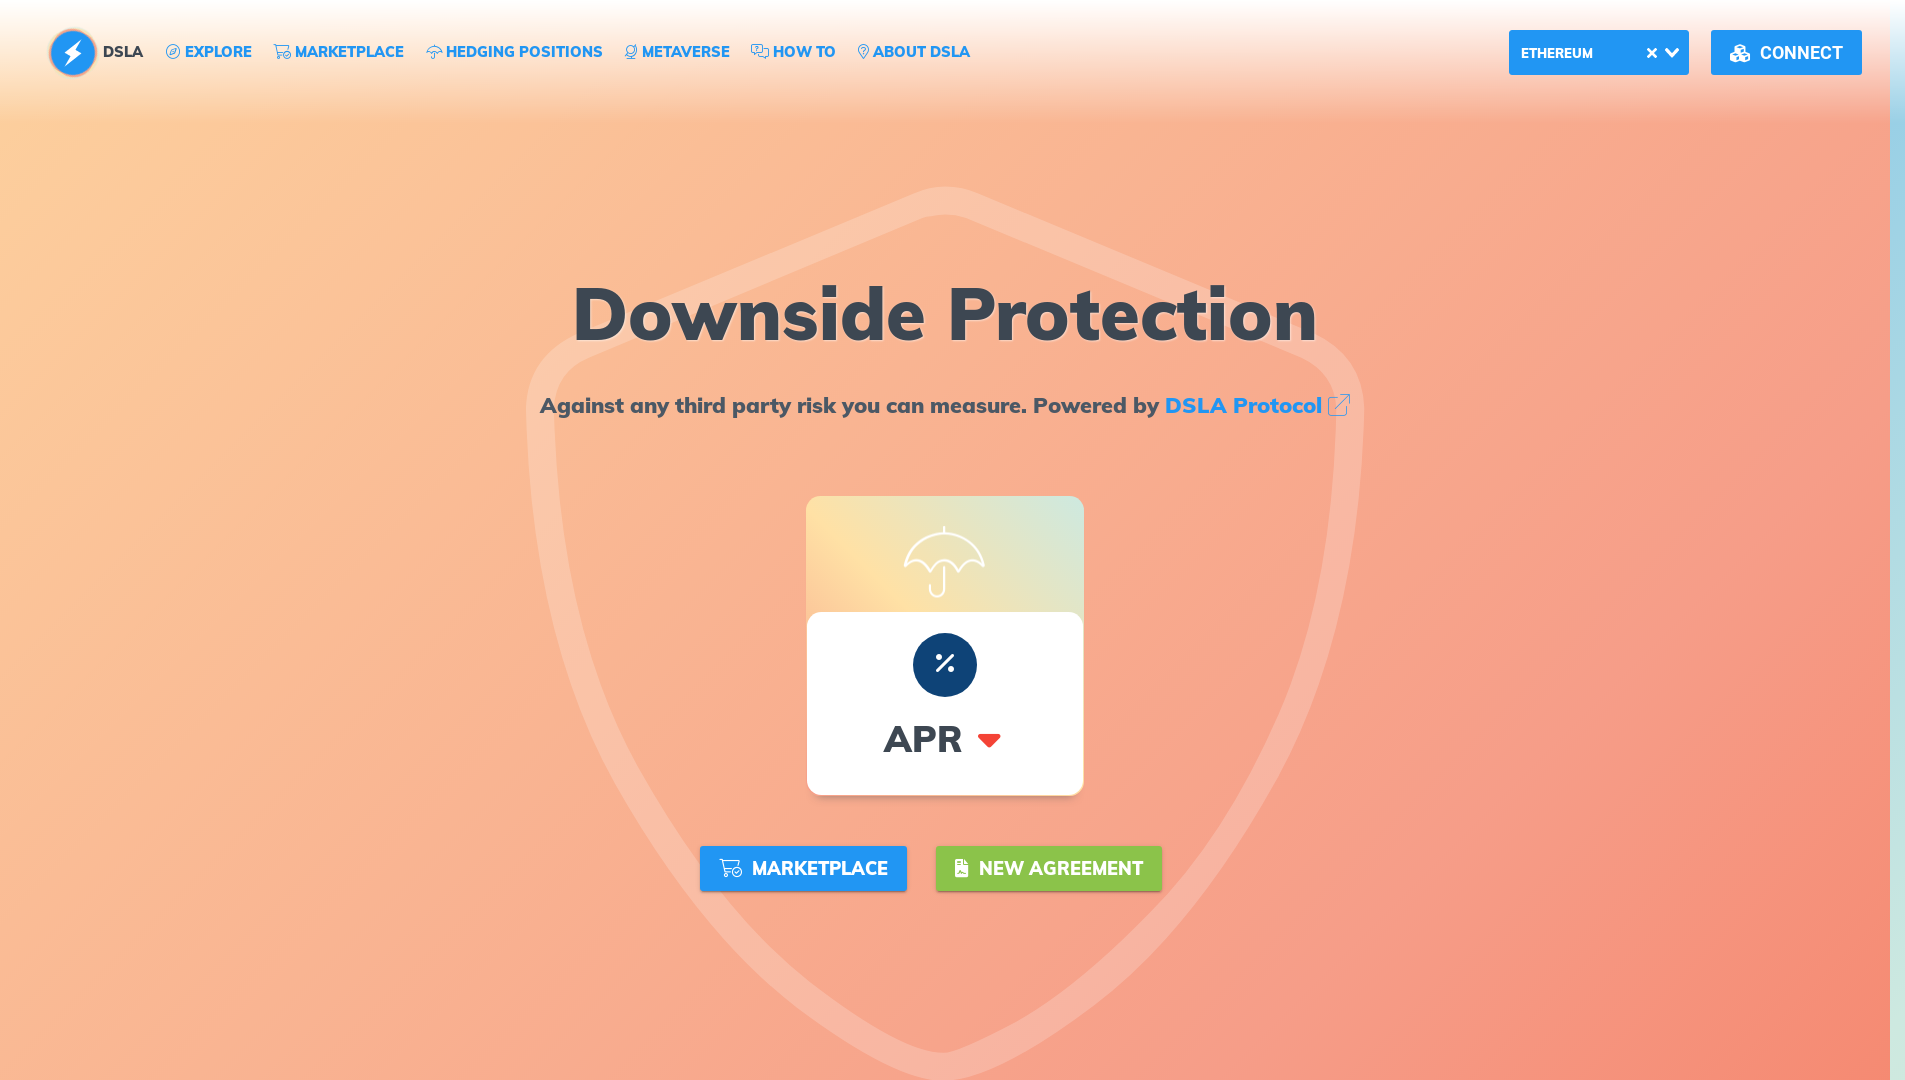 DSLA EXPLORE MARKETPLACE HEDGING POSITIONS METAVERSE HOW TO ABOUT DSLA ETHEREUM CONNECT
Downside Protection
Against any third party risk you can measure. Powered by DSLA Protocol
APR
MARKETPLACE NEW AGREEMENT